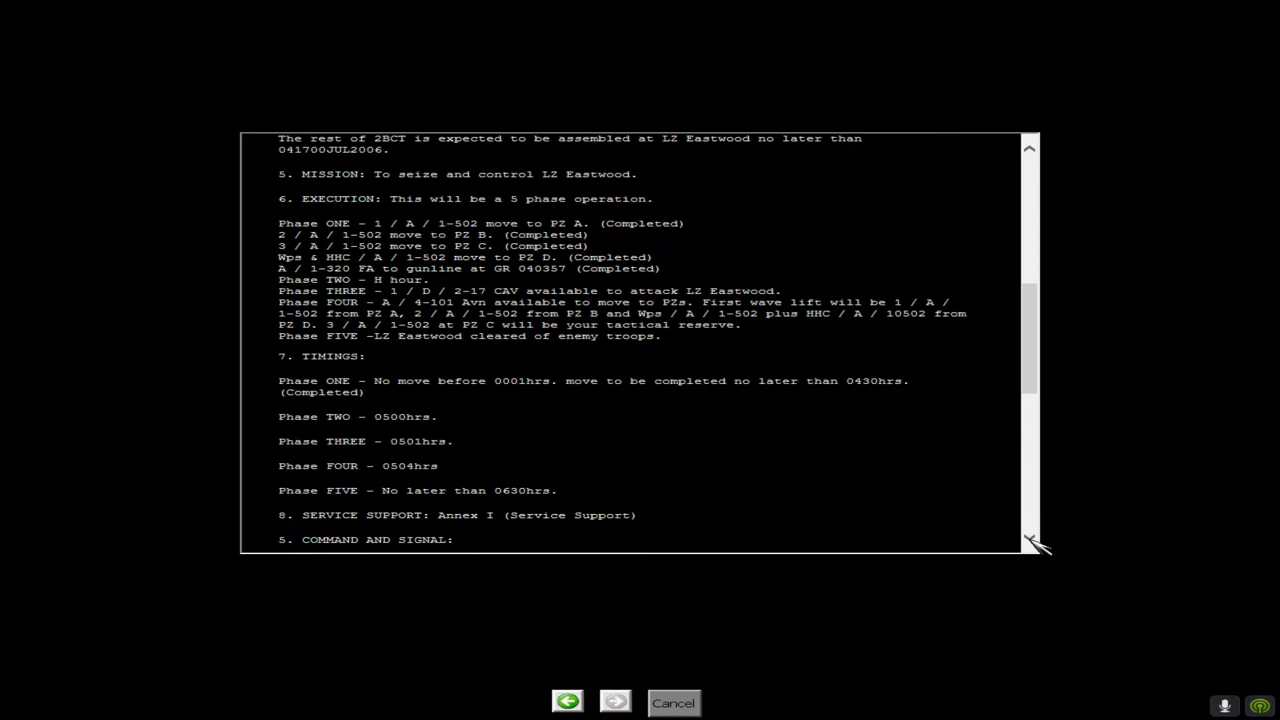 The rest of 2BCT is expected to be assembled at LZ Eastwood no later than
041700JUL2006.
5. MISSION: To seize and control LZ Eastwood.
6. EXECUTION: This will be a 5 phase operation.
Phase ONE - 1 / A / 1-502 move to PZ A. (Completed)
2 / A / 1-502 move to PZ B. (Completed)
3 / A / 1-502 move to PZ C. (Completed)
Wps & HHC / A / 1-502 move to PZ D. (Completed)
A / 1-320 FA to gunline at GR 040357 (Completed)
Phase TWO - H hour.
Phase THREE - 1 / D / 2-17 CAV available to attack LZ Eastwood.
Phase FOUR - A / 4-101 Avn available to move to PZs. First wave lift will be 1 / A /
1-502 from PZ A, 2 / A / 1-502 from PZ B and Wps / A / 1-502 plus HHC / A / 10502 from
PZ D. 3 / A / 1-502 at PZ C will be your tactical reserve.
Phase FIVE -LZ Eastwood cleared of enemy troops.
7. TIMINGS:
Phase ONE - No move before 0001hrs. move to be completed no later than 0430hrs.
(Completed)
Phase TWO - 0500hrs.
Phase THREE - 0501hrs.
Phase FOUR - 0504hrs
Phase FIVE - No later than 0630hrs.
8. SERVICE SUPPORT: Annex I (Service Support)
5. COMMAND AND SIGNAL:
Cancel